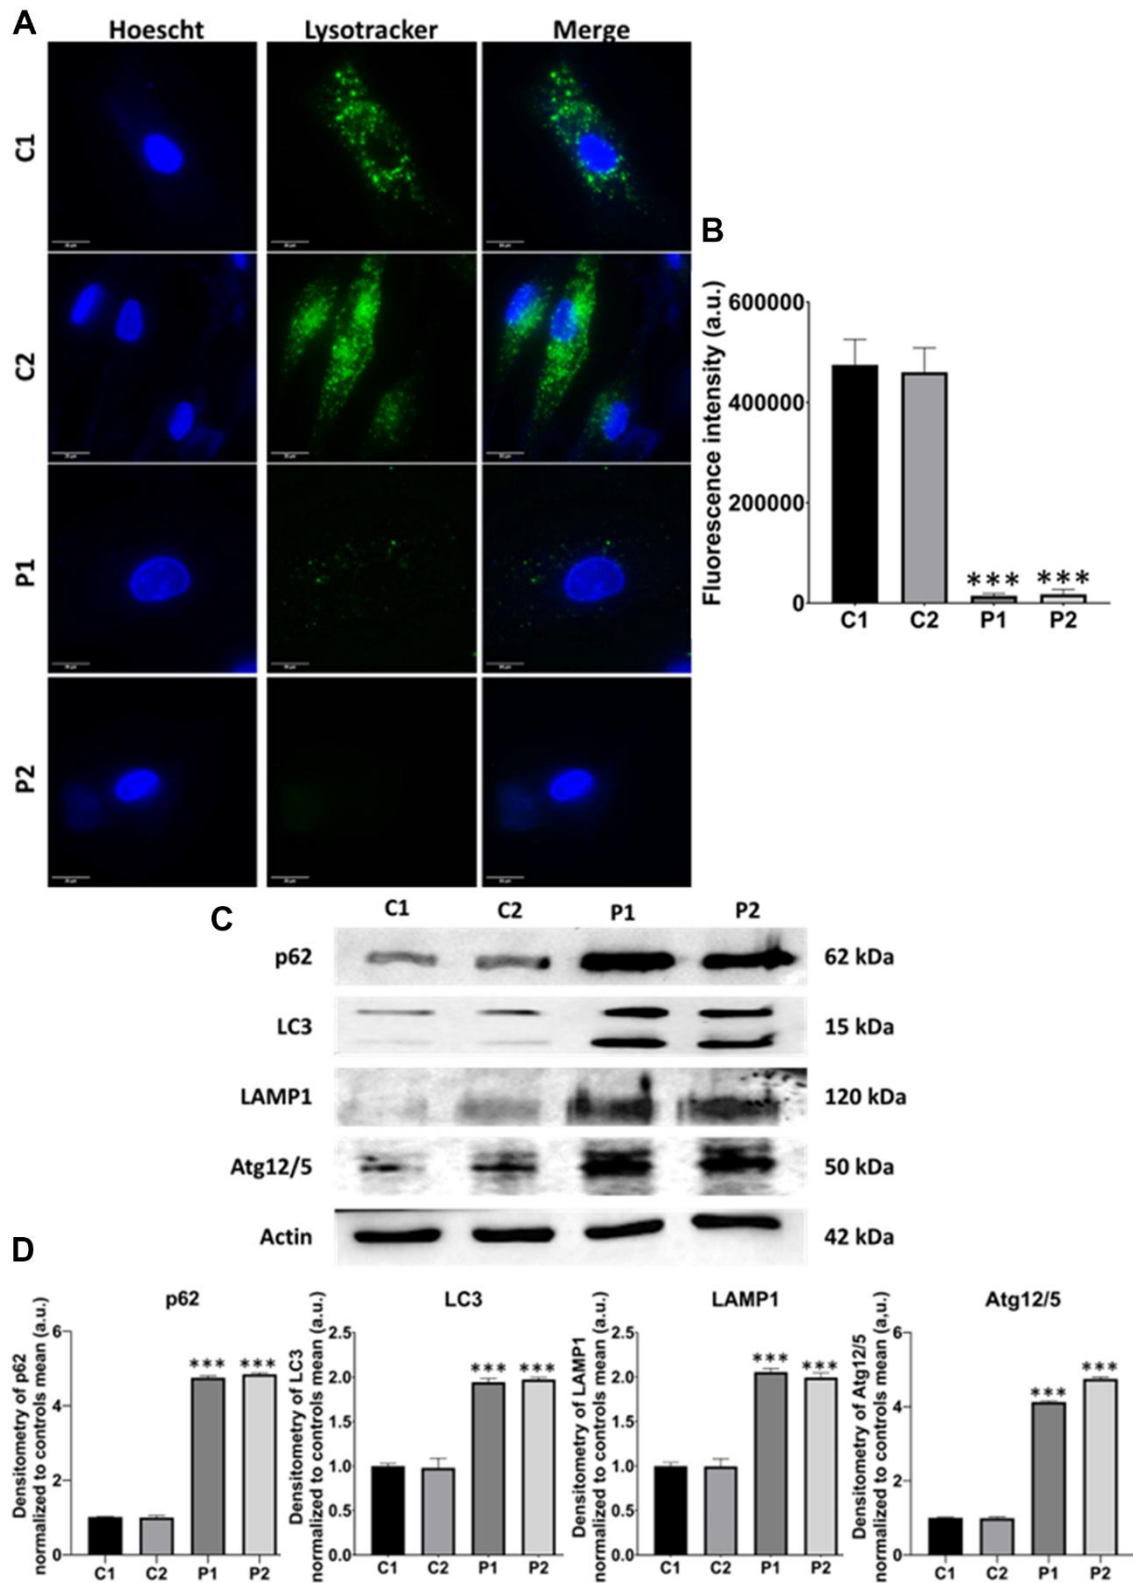 A
Hoescht Lysotracker Merge
C1
C2
P1
P2
B
Fluorescence intensity (a.u.)
600000
400000
200000
0
*** ***
C1 C2 P1 P2
C
C1 C2 P1 P2
p62 62 kDa
LC3 15 kDa
LAMP1 120 kDa
Atg12/5 50 kDa
Actin 42 kDa
D
p62
Densitometry of p62
normalized to controls mean (a.u.)
6
4
2
0
*** ***
C1 C2 P1 P2
LC3
Densitometry of LC3
normalized to controls mean (a.u.)
2.5
2.0
1.5
1.0
0.5
0.0
*** ***
C1 C2 P1 P2
LAMP1
Densitometry of LAMP1
normalized to controls mean (a.u.)
2.5
2.0
1.5
1.0
0.5
0.0
*** ***
C1 C2 P1 P2
Atg12/5
Densitometry of Atg12/5
normalized to controls mean (a,u.)
6
4
2
0
*** ***
C1 C2 P1 P2